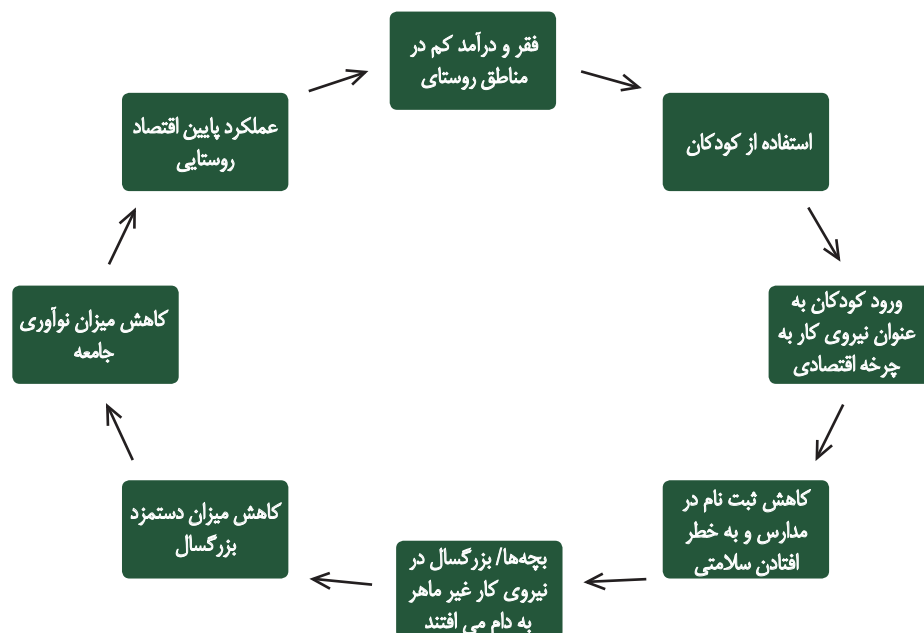 فقر و درآمد کم در
مناطق روستای
استفاده از کودکان
ورود کودکان به
عنوان نیروی کار به
چرخه اقتصادی
کاهش ثبت نام در
مدارس و به خطر
افتادن سلامتی
بچه‌ها/ بزرگسال در
نیروی کار غیر ماهر
به دام می افتند
کاهش میزان دستمزد
بزرگسال
کاهش میزان نوآوری
جامعه
عملکرد پایین اقتصاد
روستایی